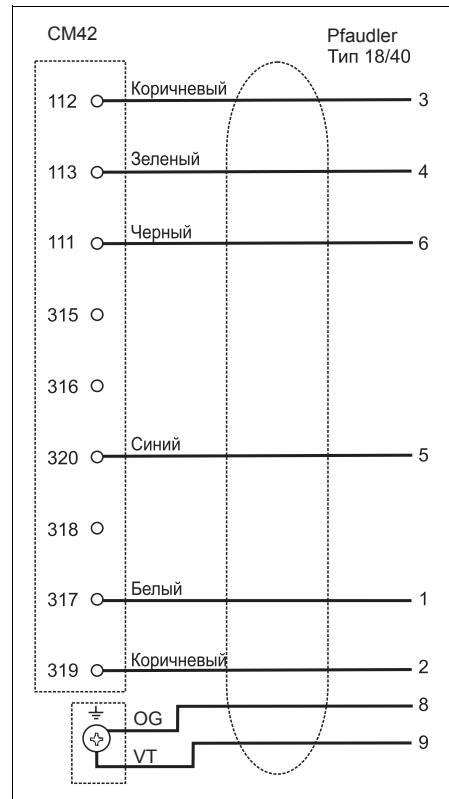 CM42
Pfaudler
Тип 18/40
112 Коричневый 3
113 Зеленый 4
111 Черный 6
315
316
320 Синий 5
318
317 Белый 1
319 Коричневый 2
OG 8
VT 9